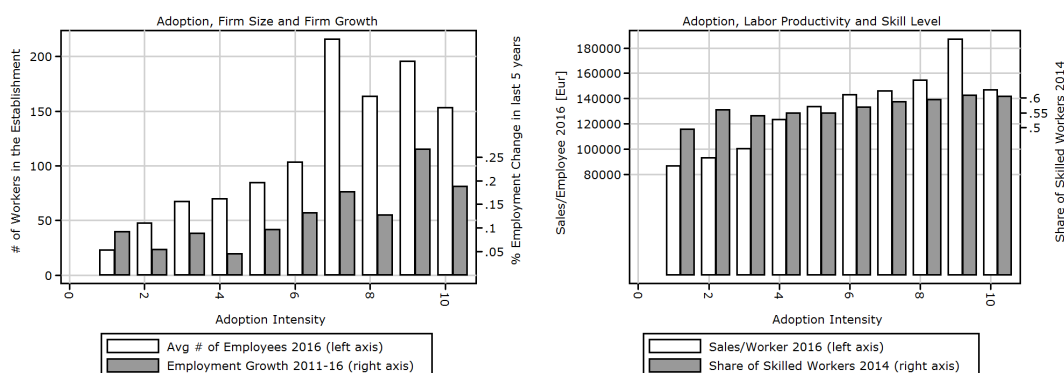 Adoption, Firm Size and Firm Growth
# of Workers in the Establishment
200
150
100
50
0
% Employment Change in last 5 years
.25
.2
.15
.1
.05
0
2
4
6
8
10
Adoption Intensity
Avg # of Employees 2016 (left axis)
Employment Growth 2011-16 (right axis)
Adoption, Labor Productivity and Skill Level
Sales/Employee 2016 [Eur]
180000
160000
140000
120000
100000
80000
Share of Skilled Workers 2014
.6
.55
.5
0
2
4
6
8
10
Adoption Intensity
Sales/Worker 2016 (left axis)
Share of Skilled Workers 2014 (right axis)